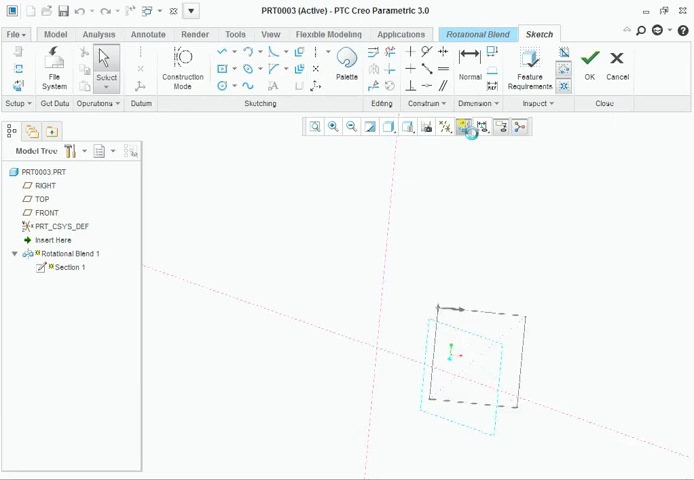 PRT0003 (Active) - PTC Creo Parametric 3.0
File Model Analysis Annotate Render Tools View Flexible Modeling Applications Rotational Blend Sketch
File System
Select
Construction Mode
Palette
Normal
Feature Requirements
OK
Cancel
Setup Get Data Operations Datum Sketching Editing Constrain Dimension Inspect Close
Model Tree
PRT0003.PRT
RIGHT
TOP
FRONT
PRT_CSYS_DEF
Insert Here
Rotational Blend 1
Section 1